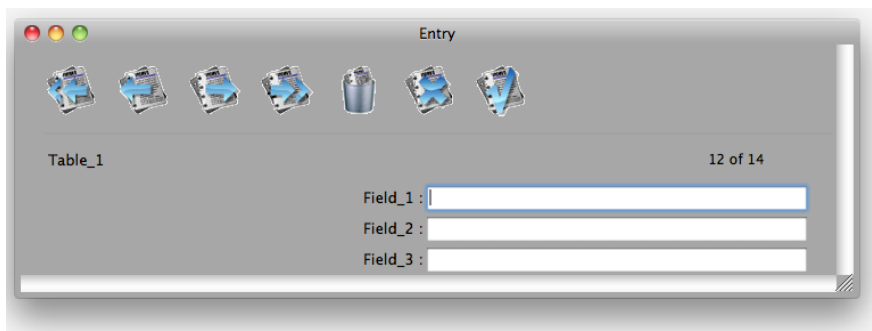 Entry
Table_1 12 of 14
Field_1 :
Field_2 :
Field_3 :